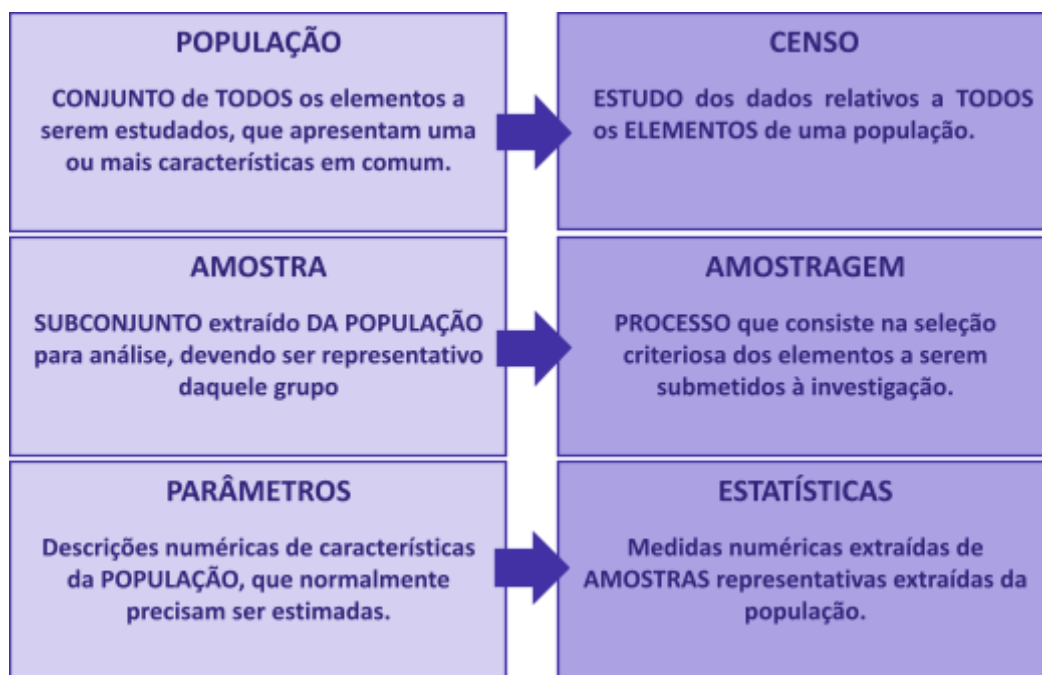 POPULAÇÃO
CONJUNTO de TODOS os elementos a
serem estudados, que apresentam uma
ou mais características em comum.
CENSO
ESTUDO dos dados relativos a TODOS
os ELEMENTOS de uma população.
AMOSTRA
SUBCONJUNTO extraído DA POPULAÇÃO
para análise, devendo ser representativo
daquele grupo
AMOSTRAGEM
PROCESSO que consiste na seleção
criteriosa dos elementos a serem
submetidos à investigação.
PARÂMETROS
Descrições numéricas de características
da POPULAÇÃO, que normalmente
precisam ser estimadas.
ESTATÍSTICAS
Medidas numéricas extraídas de
AMOSTRAS representativas extraídas da
população.